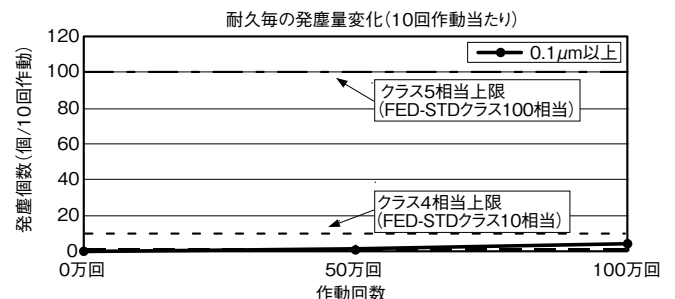 耐久毎の発塵量変化(10回作動当たり)
発塵個数(個/10回作動)
120
100
80
60
40
20
0
0.1μm以上
クラス5相当上限
(FED-STDクラス100相当)
クラス4相当上限
(FED-STDクラス10相当)
0万回
50万回
100万回
作動回数